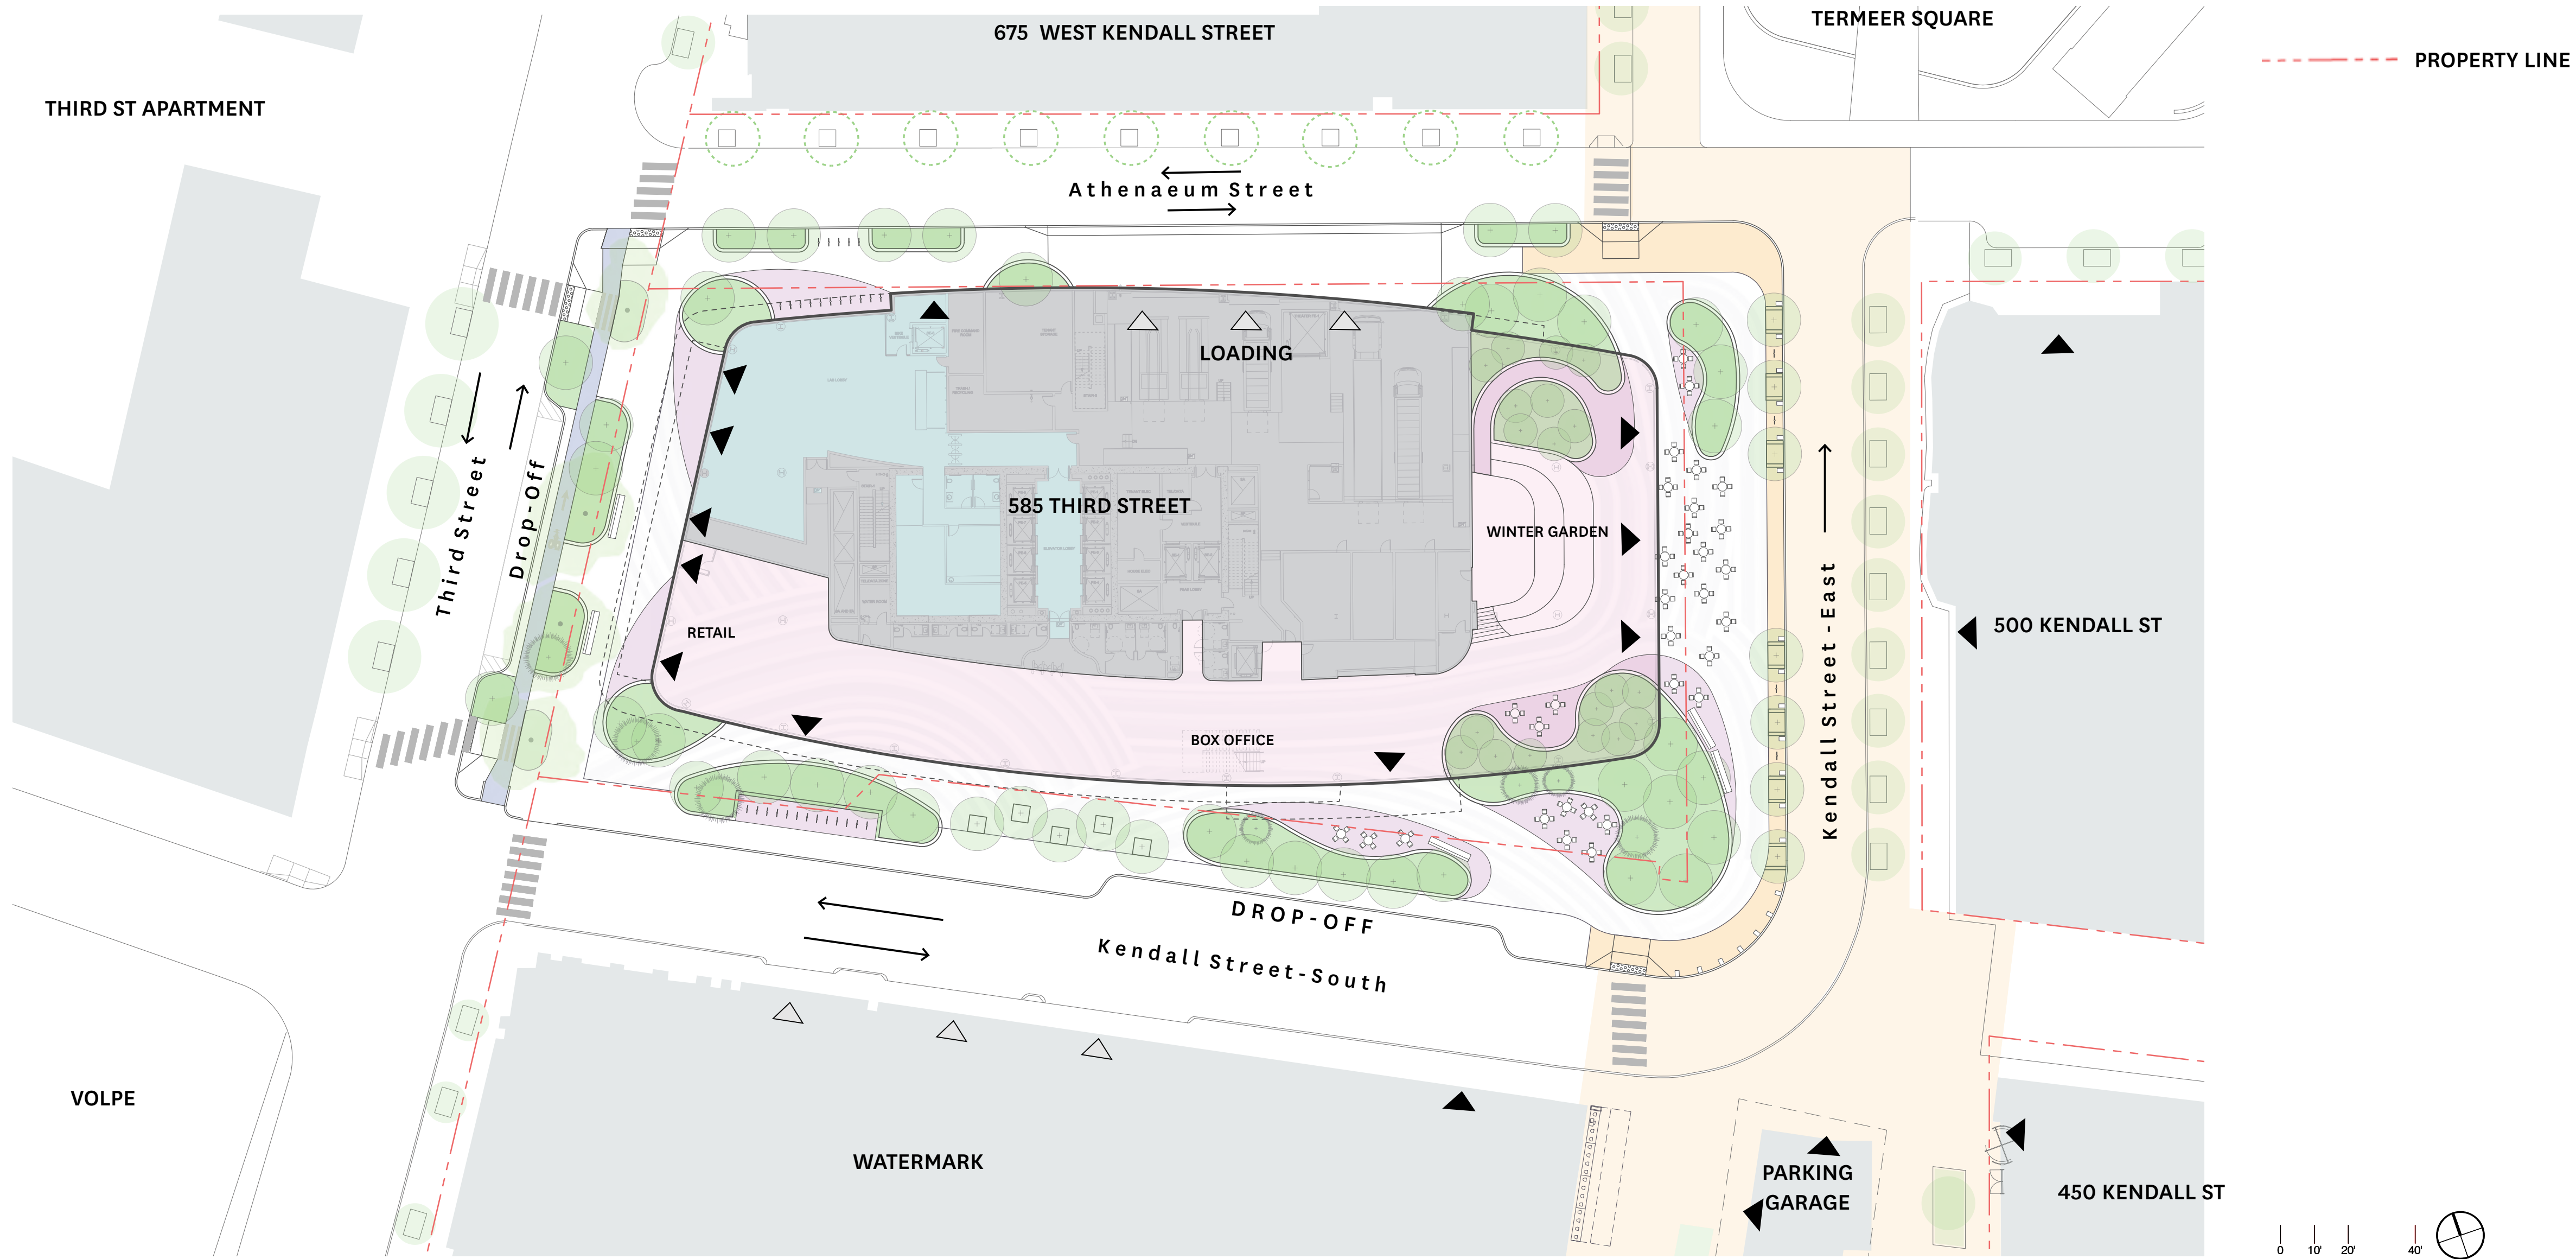 675 WEST KENDALL STREET
TERMEER SQUARE
PROPERTY LINE
THIRD ST APARTMENT
Athenaeum Street
LOADING
585 THIRD STREET
WINTER GARDEN
Third Street
Drop-Off
RETAIL
BOX OFFICE
Kendall Street-East
500 KENDALL ST
DROP-OFF
Kendall Street-South
VOLPE
WATERMARK
PARKING
GARAGE
450 KENDALL ST
0 10' 20' 40'